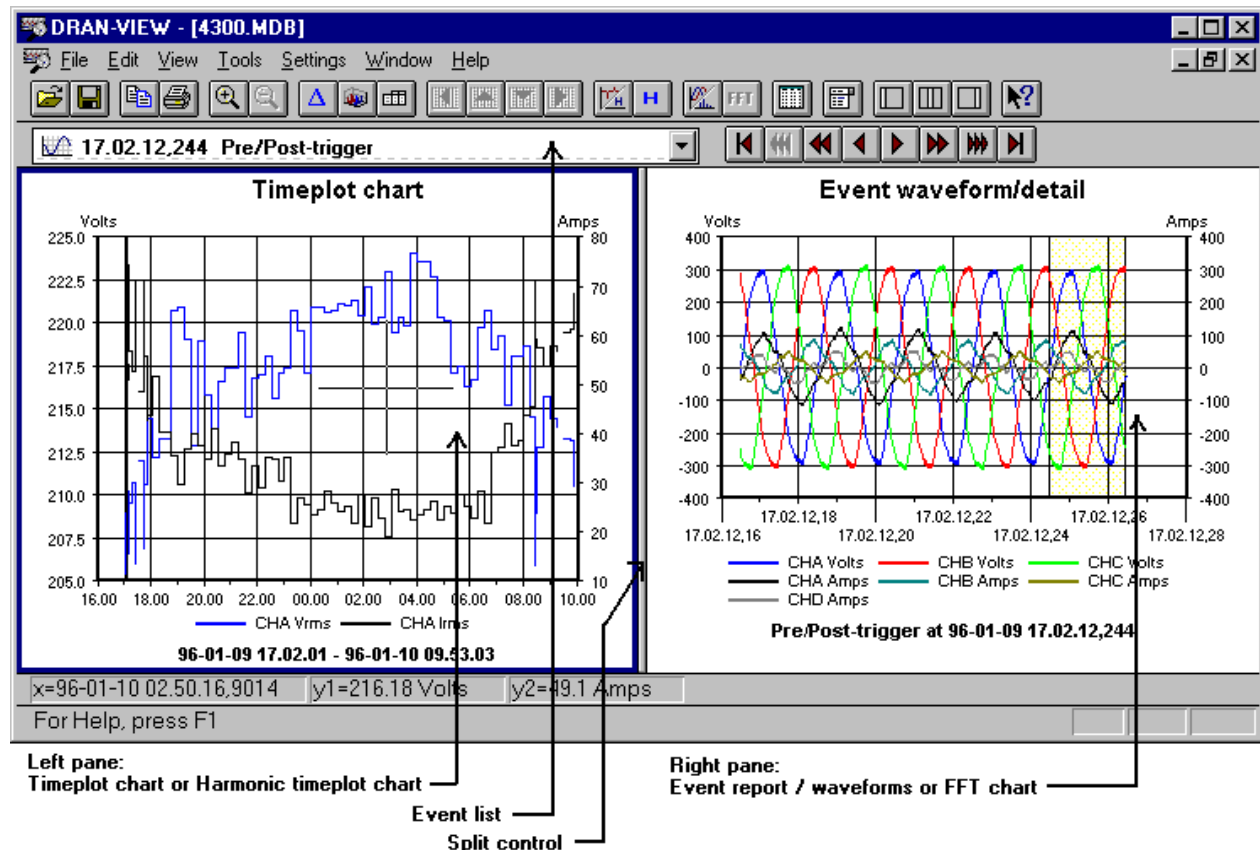 DRAN-VIEW - [4300.MDB]
File Edit View Tools Settings Window Help
Δ H H FFT ?
17.02.12,244 Pre/Post-trigger
Timeplot chart
Volts Amps
225.0 80
222.5 70
220.0 60
217.5 50
215.0 40
212.5 30
210.0 20
207.5 10
205.0
16.00 18.00 20.00 22.00 00.00 02.00 04.00 06.00 08.00 10.00
CHA Vrms CHA Irms
96-01-09 17.02.01 - 96-01-10 09.53.03
Event waveform/detail
Volts Amps
400 400
300 300
200 200
100 100
0 0
-100 -100
-200 -200
-300 -300
-400 -400
17.02.12,18 17.02.12,22 17.02.12,26
17.02.12,16 17.02.12,20 17.02.12,24 17.02.12,28
CHA Volts CHB Volts CHC Volts
CHA Amps CHB Amps CHC Amps
CHD Amps
Pre/Post-trigger at 96-01-09 17.02.12,244
x=96-01-10 02.50.16,9014 y1=216.18 Volts y2=49.1 Amps
For Help, press F1
Left pane:
Timeplot chart or Harmonic timeplot chart
Event list
Split control
Right pane:
Event report / waveforms or FFT chart